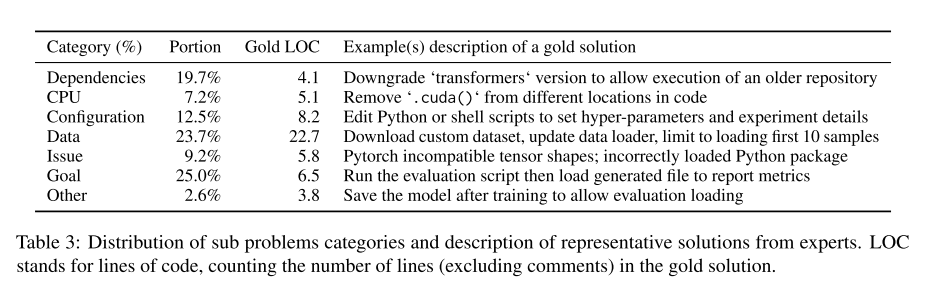 Category (%) Portion Gold LOC Example(s) description of a gold solution
Dependencies 19.7% 4.1 Downgrade ‘transformers‘ version to allow execution of an older repository
CPU 7.2% 5.1 Remove ‘.cuda()‘ from different locations in code
Configuration 12.5% 8.2 Edit Python or shell scripts to set hyper-parameters and experiment details
Data 23.7% 22.7 Download custom dataset, update data loader, limit to loading first 10 samples
Issue 9.2% 5.8 Pytorch incompatible tensor shapes; incorrectly loaded Python package
Goal 25.0% 6.5 Run the evaluation script then load generated file to report metrics
Other 2.6% 3.8 Save the model after training to allow evaluation loading
Table 3: Distribution of sub problems categories and description of representative solutions from experts. LOC
stands for lines of code, counting the number of lines (excluding comments) in the gold solution.